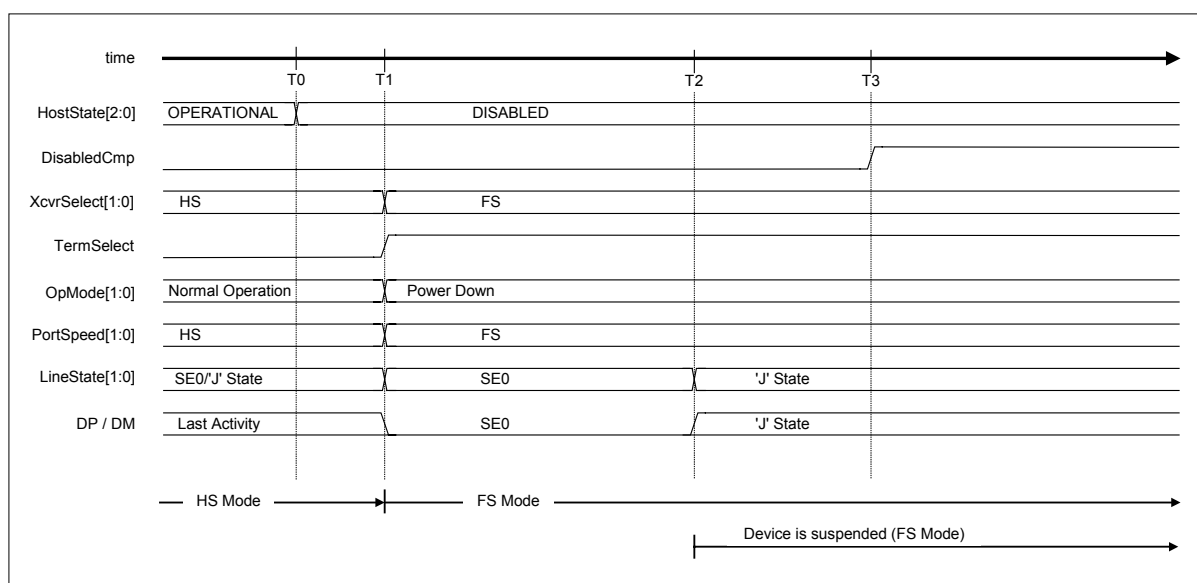 time
T0 T1 T2 T3
HostState[2:0] OPERATIONAL DISABLED
DisabledCmp
XcvrSelect[1:0] HS FS
TermSelect
OpMode[1:0] Normal Operation Power Down
PortSpeed[1:0] HS FS
LineState[1:0] SE0/'J' State SE0 'J' State
DP / DM Last Activity SE0 'J' State
HS Mode FS Mode
Device is suspended (FS Mode)